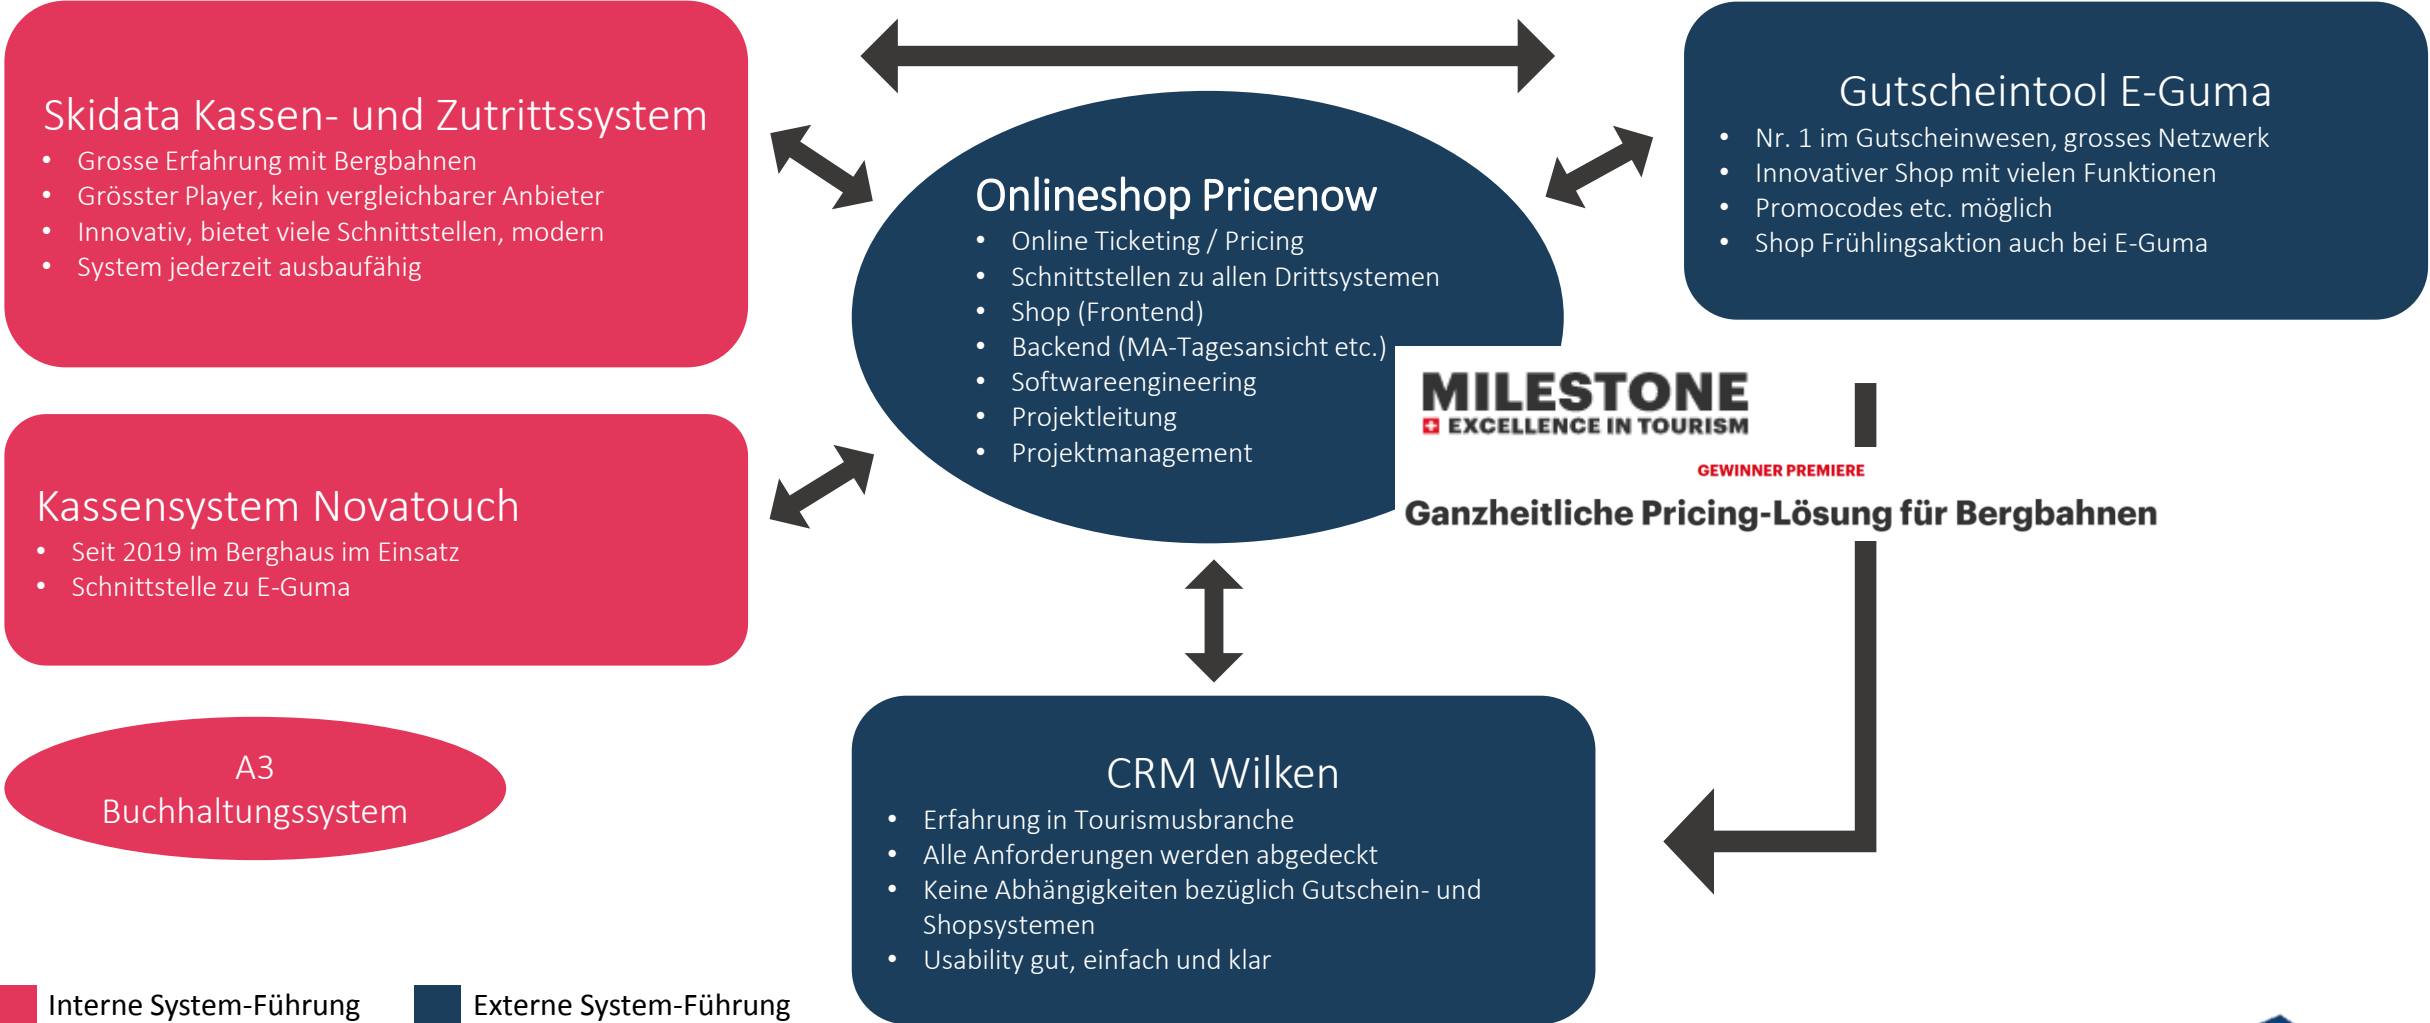 Skidata Kassen- und Zutrittssystem
• Grosse Erfahrung mit Bergbahnen
• Grösster Player, kein vergleichbarer Anbieter
• Innovativ, bietet viele Schnittstellen, modern
• System jederzeit ausbaufähig
Onlineshop Pricenow
• Online Ticketing / Pricing
• Schnittstellen zu allen Drittsystemen
• Shop (Frontend)
• Backend (MA-Tagesansicht etc.)
• Softwareengineering
• Projektleitung
• Projektmanagement
Gutscheintool E-Guma
• Nr. 1 im Gutscheinwesen, grosses Netzwerk
• Innovativer Shop mit vielen Funktionen
• Promocodes etc. möglich
• Shop Frühlingsaktion auch bei E-Guma
MILESTONE
EXCELLENCE IN TOURISM
GEWINNER PREMIERE
Ganzheitliche Pricing-Lösung für Bergbahnen
Kassensystem Novatouch
• Seit 2019 im Berghaus im Einsatz
• Schnittstelle zu E-Guma
A3
Buchhaltungssystem
CRM Wilken
• Erfahrung in Tourismusbranche
• Alle Anforderungen werden abgedeckt
• Keine Abhängigkeiten bezüglich Gutschein- und
Shopsystemen
• Usability gut, einfach und klar
Interne System-Führung
Externe System-Führung